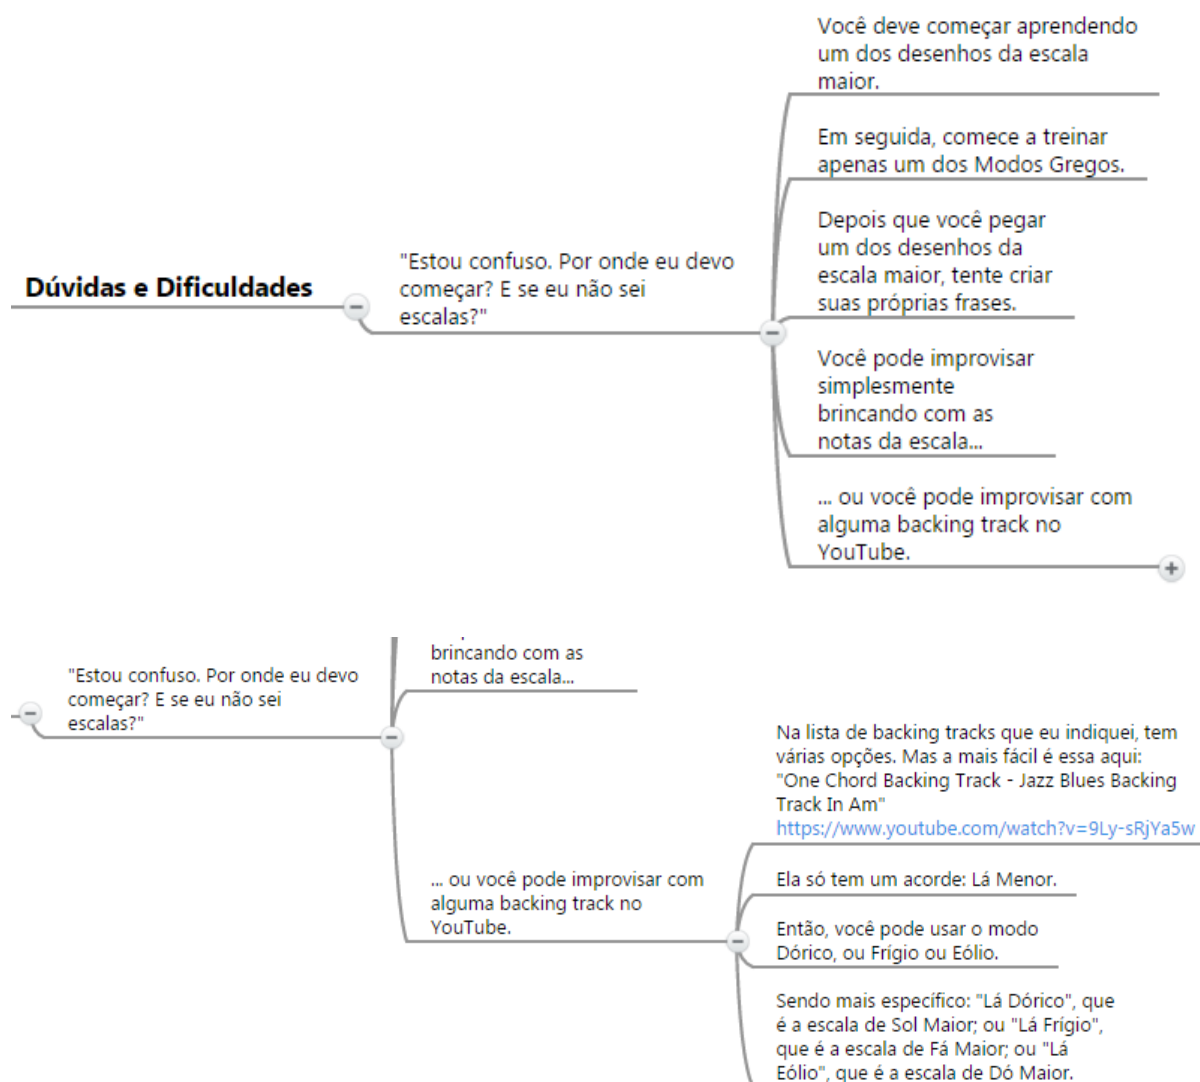 Você deve começar aprendendo
um dos desenhos da escala
maior.
Em seguida, comece a treinar
apenas um dos Modos Gregos.
Depois que você pegar
um dos desenhos da
escala maior, tente criar
suas próprias frases.
Dúvidas e Dificuldades
"Estou confuso. Por onde eu devo
começar? E se eu não sei
escalas?"
Você pode improvisar
simplesmente
brincando com as
notas da escala...
... ou você pode improvisar com
alguma backing track no
YouTube.
brincando com as
notas da escala...
"Estou confuso. Por onde eu devo
começar? E se eu não sei
escalas?"
Na lista de backing tracks que eu indiquei, tem
várias opções. Mas a mais fácil é essa aqui:
"One Chord Backing Track - Jazz Blues Backing
Track In Am"
https://www.youtube.com/watch?v=9Ly-sRjYa5w
... ou você pode improvisar com
alguma backing track no
YouTube.
Ela só tem um acorde: Lá Menor.
Então, você pode usar o modo
Dórico, ou Frígio ou Eólio.
Sendo mais específico: "Lá Dórico", que
é a escala de Sol Maior; ou "Lá Frígio",
que é a escala de Fá Maior; ou "Lá
Eólio", que é a escala de Dó Maior.